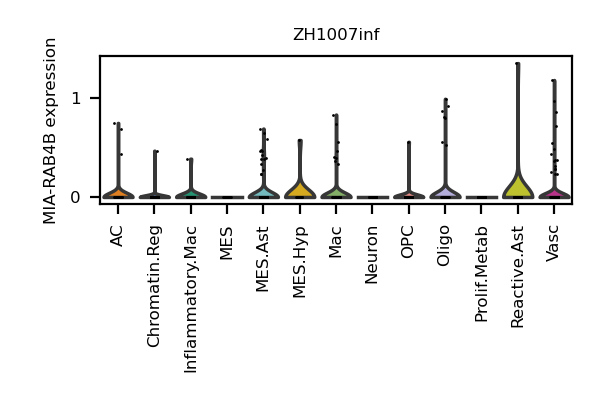 ZH1007inf
MIA-RAB4B expression
1
0
AC
Chromatin.Reg
Inflammatory.Mac
MES
MES.Ast
MES.Hyp
Mac
Neuron
OPC
Oligo
Prolif.Metab
Reactive.Ast
Vasc